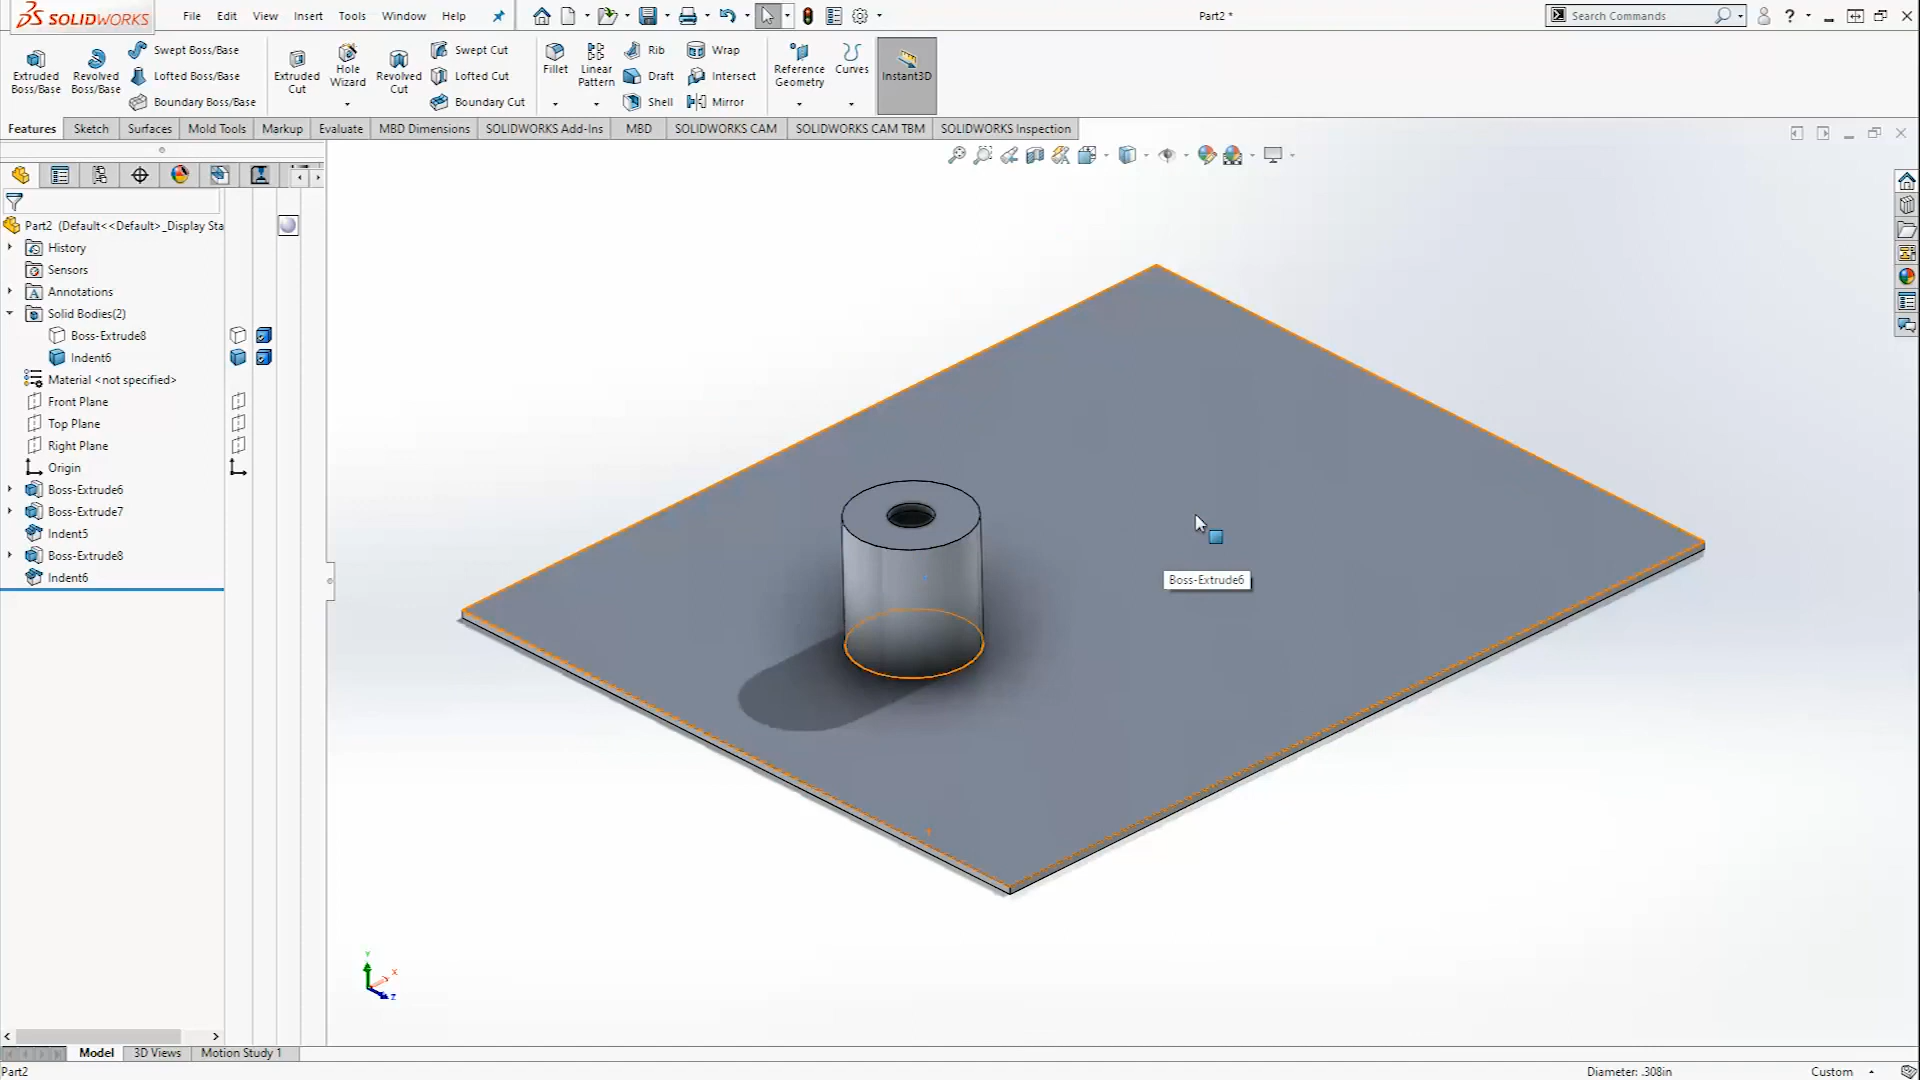 SOLIDWORKS File Edit View Insert Tools Window Help Part2 * Search Commands
Extruded Boss/Base
Revolved Boss/Base
Swept Boss/Base
Lofted Boss/Base
Boundary Boss/Base
Extruded Cut
Hole Wizard
Revolved Cut
Swept Cut
Lofted Cut
Boundary Cut
Fillet
Linear Pattern
Rib
Draft
Shell
Wrap
Intersect
Mirror
Reference Geometry
Curves
Instant3D
Features Sketch Surfaces Mold Tools Markup Evaluate MBD Dimensions SOLIDWORKS Add-Ins MBD SOLIDWORKS CAM SOLIDWORKS CAM TBM SOLIDWORKS Inspection
Part2 (Default<<Default>_Display Sta
History
Sensors
Annotations
Solid Bodies(2)
Boss-Extrude8
Indent6
Material <not specified>
Front Plane
Top Plane
Right Plane
Origin
Boss-Extrude6
Boss-Extrude7
Indent5
Boss-Extrude8
Indent6
Boss-Extrude6
Y
X
Z
Model 3D Views Motion Study 1
Part2 Diameter: .308in Custom